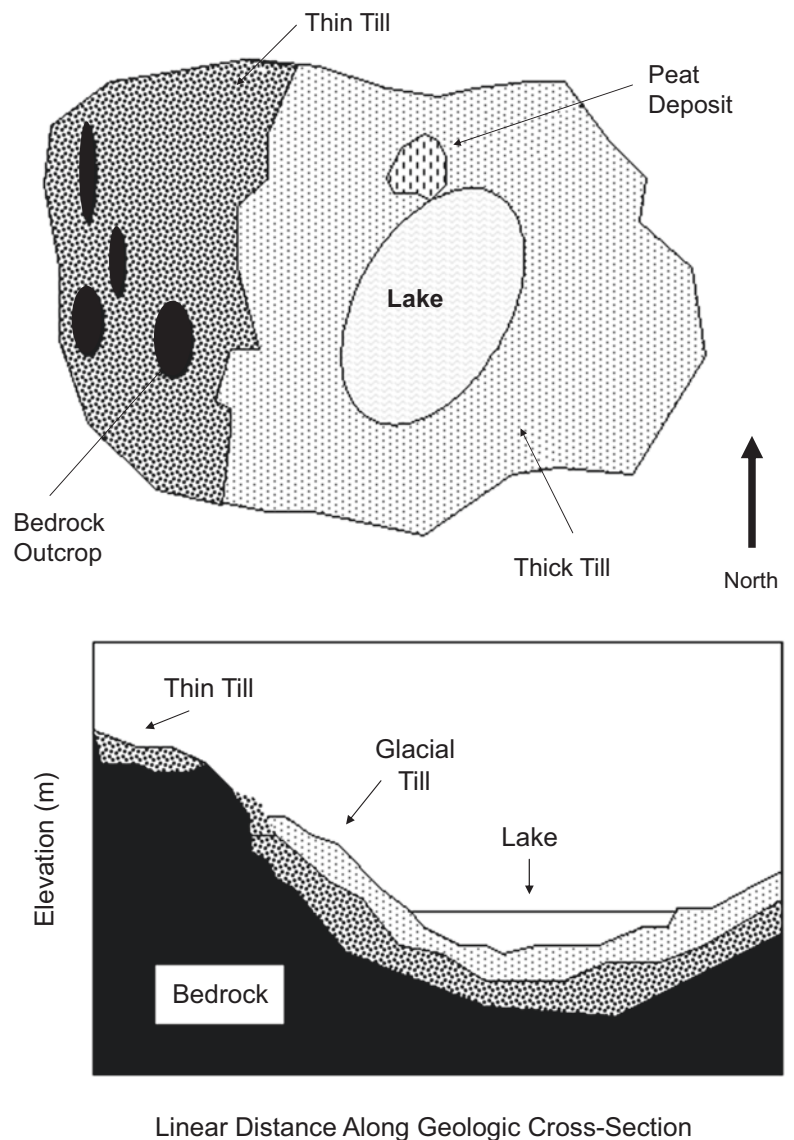 Thin Till
Peat
Deposit
Lake
Bedrock
Outcrop
Thick Till
North
Thin Till
Glacial
Till
Lake
Elevation (m)
Bedrock
Linear Distance Along Geologic Cross-Section